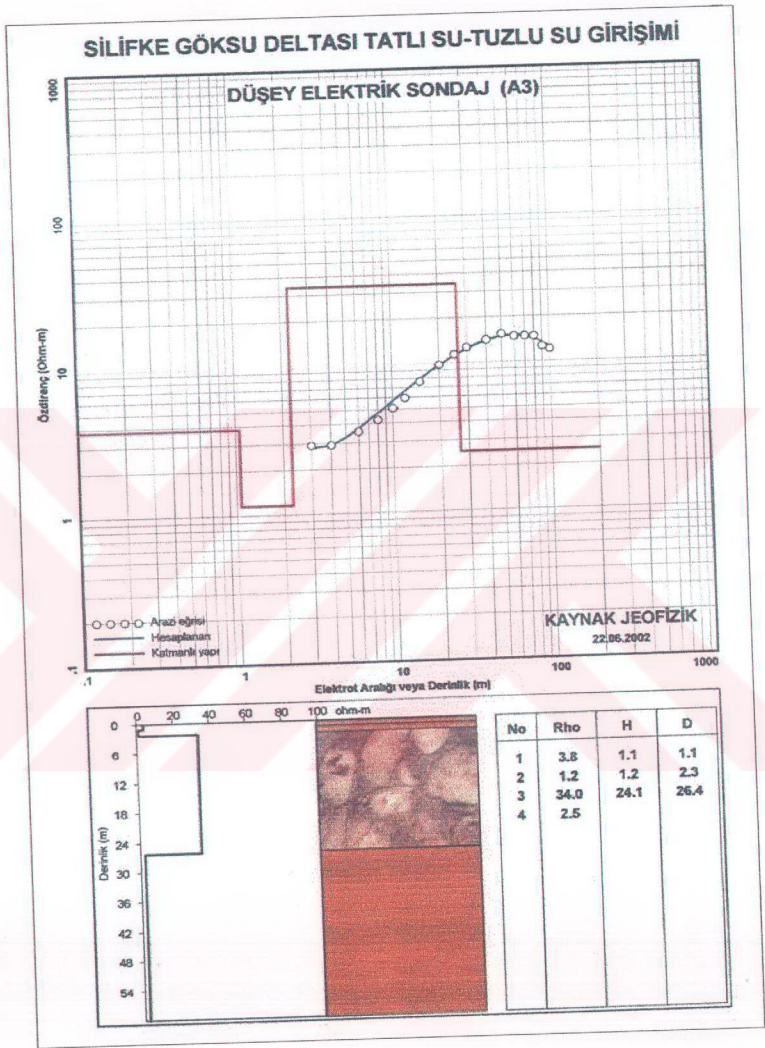 SİLİFKE GÖKSU DELTASI TATLI SU-TUZLU SU GİRİŞİMİ
DÜŞEY ELEKTRİK SONDAJ (A3)
1000
100
10
1
.1
Özdirenç (Ohm-m)
Arazi eğrisi
Hesaplanan
Katmanlı yapı
KAYNAK JEOFİZİK
22.06.2002
.1 1 10 100 1000
Elektrot Aralığı veya Derinlik (m)
0 20 40 60 80 100 ohm-m
0
6
12
18
24
30
36
42
48
54
Derinlik (m)
No Rho H D
1 3.8 1.1 1.1
2 1.2 1.2 2.3
3 34.0 24.1 26.4
4 2.5